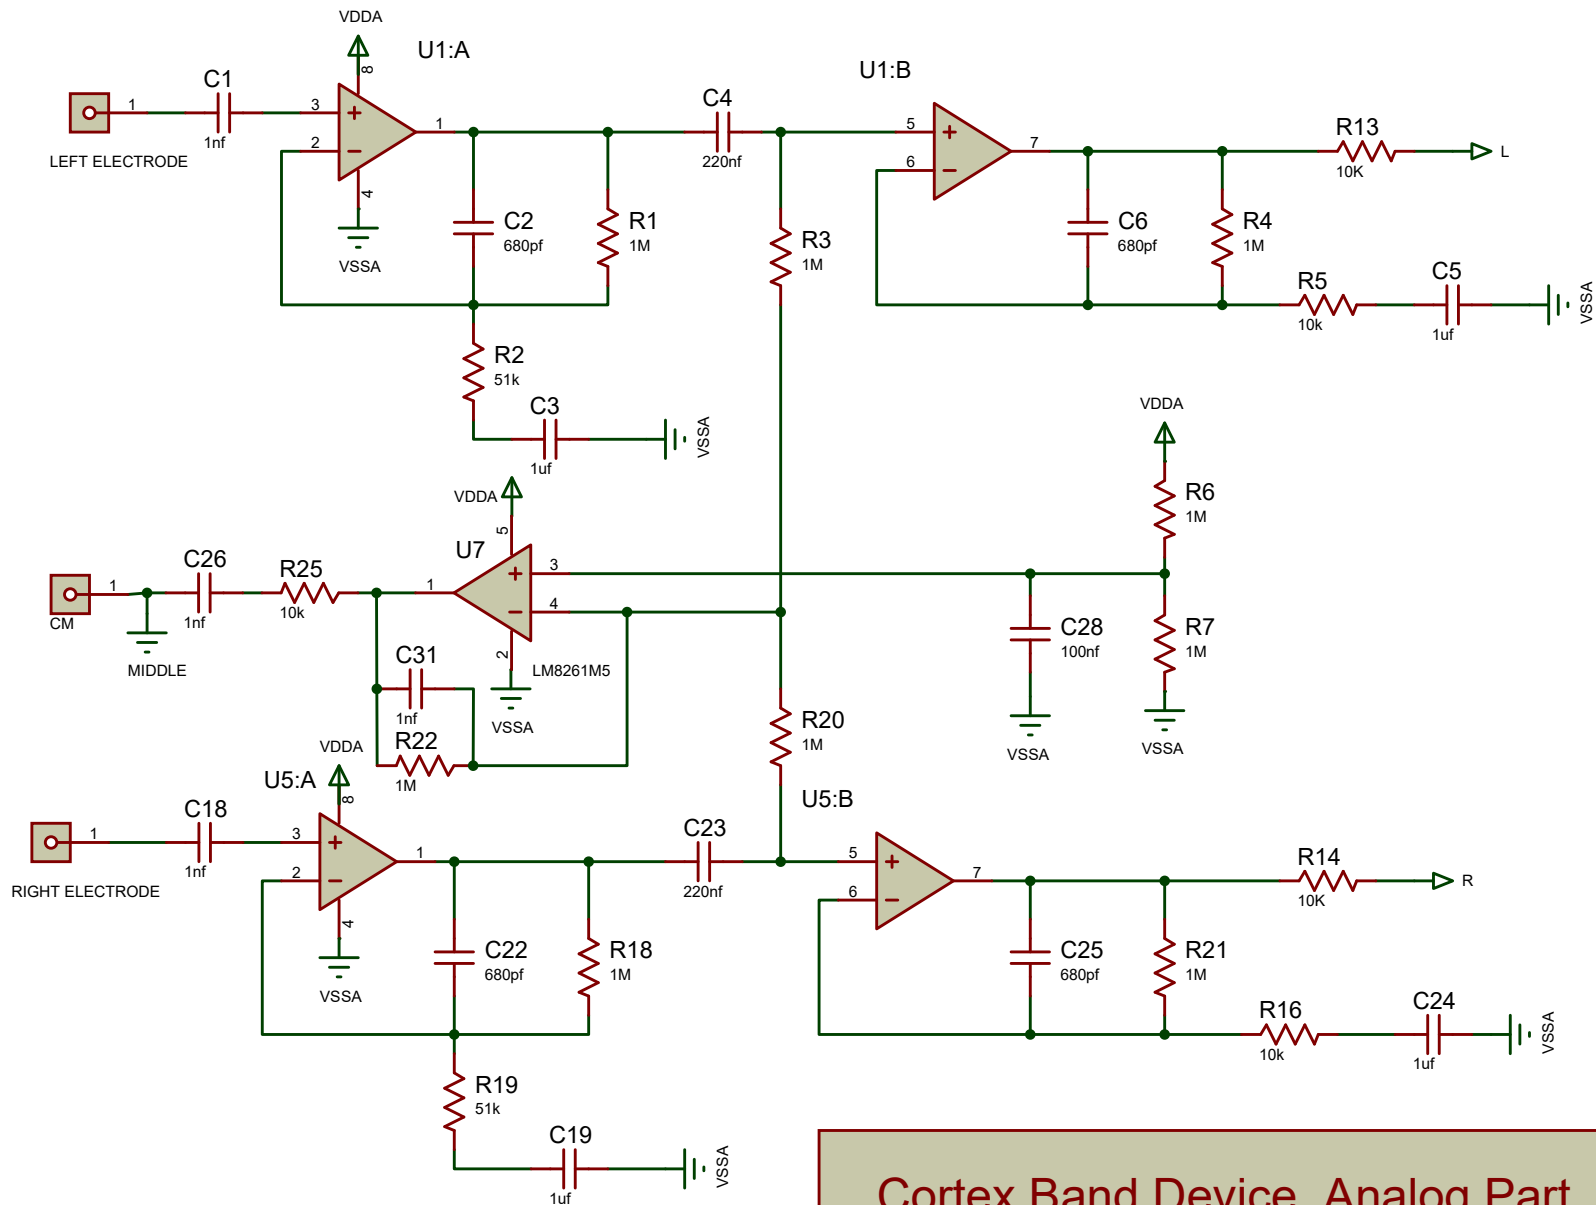 VDDA
U1:A
U1:B
C1
C4
8
1
3
1nf
2
1
4
LEFT ELECTRODE
VSSA
220nf
5
6
7
R13
10K
L
C2
680pf
R1
1M
R3
1M
C6
680pf
R4
1M
R5
10k
C5
1uf
VSSA
R2
51k
C3
1uf
VSSA
VDDA
R6
1M
VDDA
5
U7
3
4
1
2
LM8261M5
VSSA
C26
1nf
R25
10k
1
CM
MIDDLE
C31
1nf
R22
1M
C28
100nf
VSSA
R7
1M
VSSA
R20
1M
VDDA
U5:A
8
U5:B
C18
1nf
1
3
2
1
4
RIGHT ELECTRODE
VSSA
C23
220nf
5
6
7
R14
10K
R
C22
680pf
R18
1M
C25
680pf
R21
1M
R16
10k
C24
1uf
VSSA
R19
51k
C19
1uf
VSSA
Cortex Band Device. Analog Part